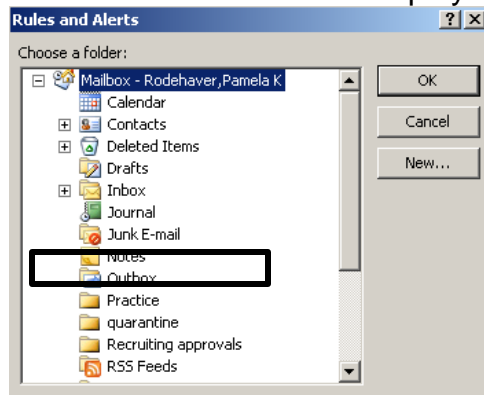 play
Rules and Alerts
Choose a folder:
Mailbox - Rodehaver,Pamela K
Calendar
Contacts
Deleted Items
Drafts
Inbox
Journal
Junk E-mail
Notes
Outbox
Practice
quarantine
Recruiting approvals
RSS Feeds
OK
Cancel
New...